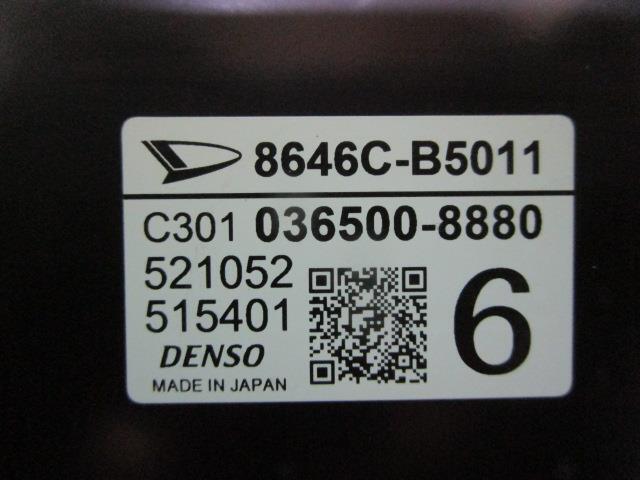 8646C-B5011
C301 036500-8880
521052
515401
6
DENSO
MADE IN JAPAN